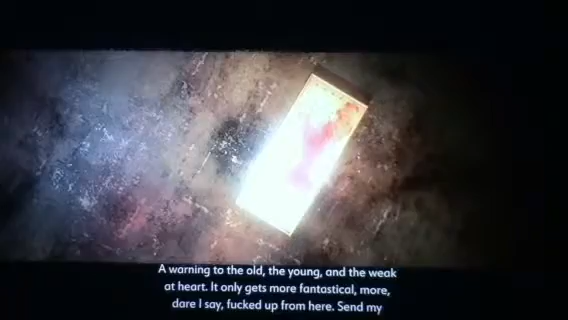 A warning to the old, the young, and the weak
at heart. It only gets more fantastical, more,
dare I say, fucked up from here. Send my